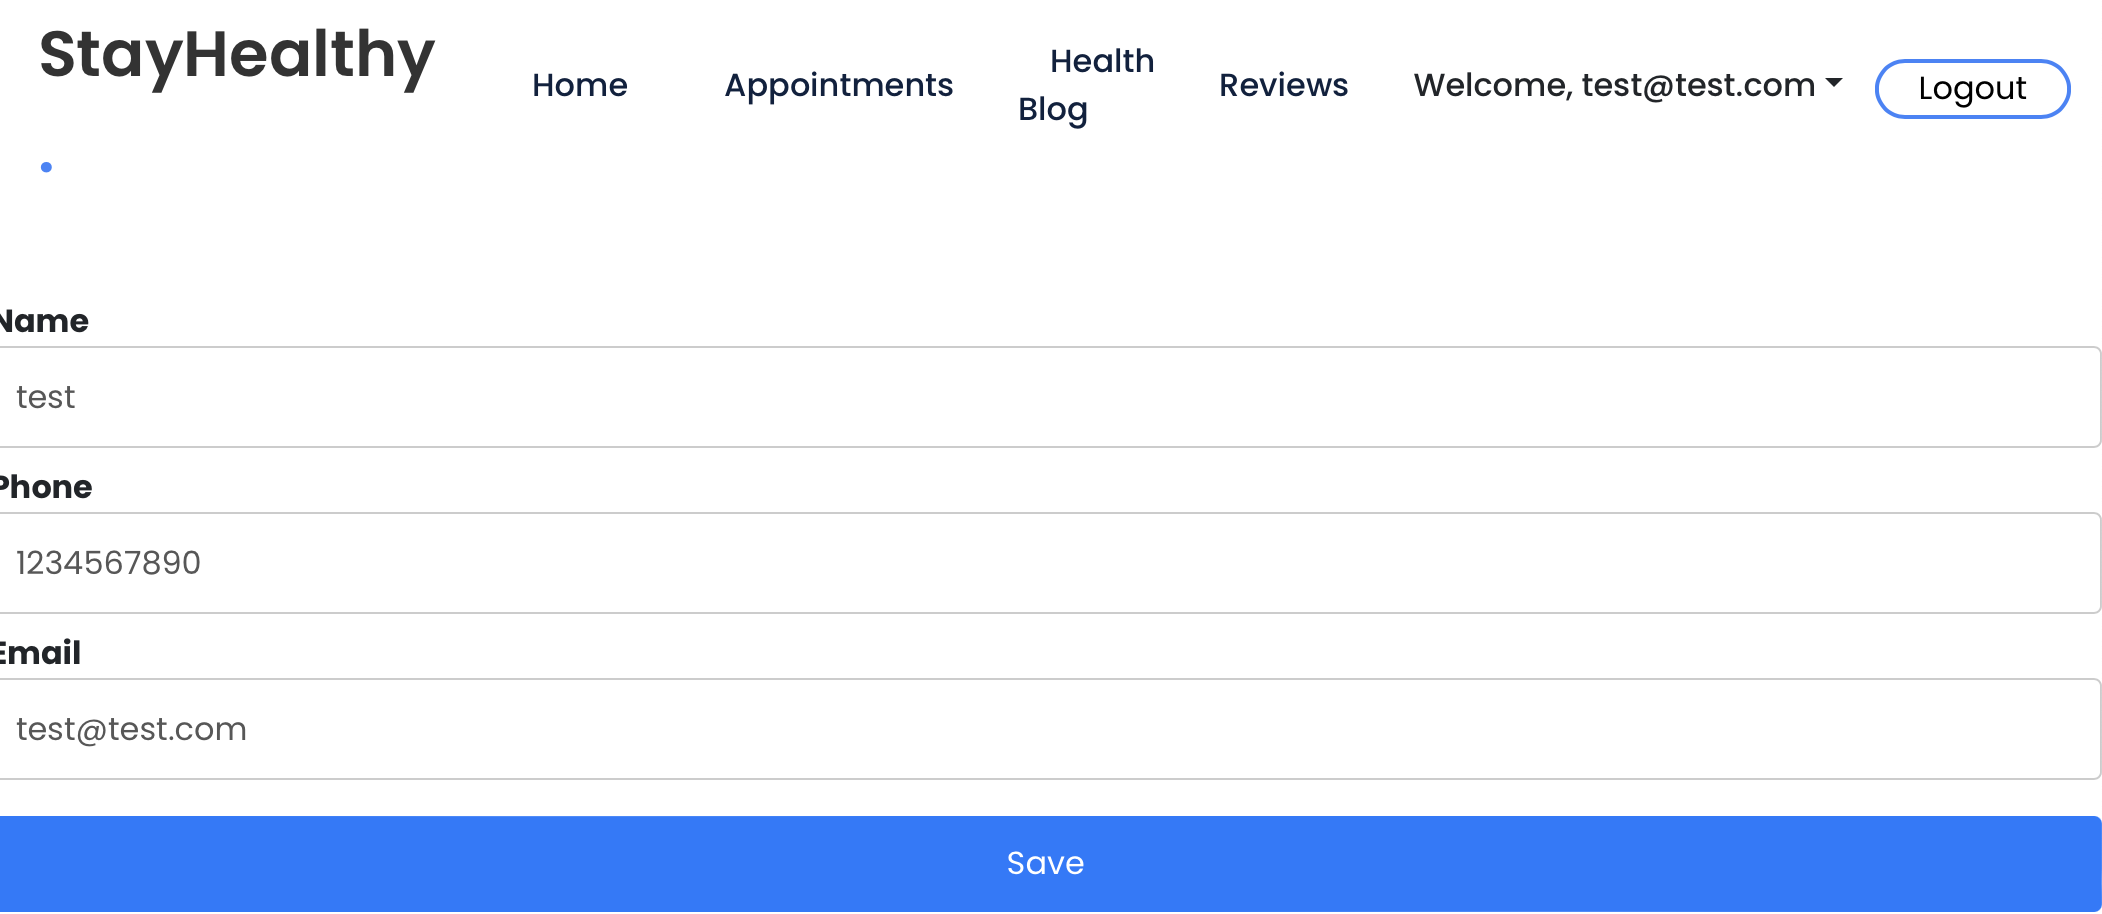 StayHealthy
Home
Appointments
Health
Blog
Reviews
Welcome, test@test.com
Logout
Name
test
Phone
1234567890
Email
test@test.com
Save